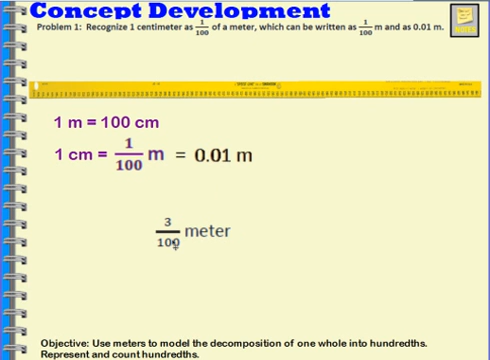 Concept Development
Problem 1: Recognize 1 centimeter as 1/100 of a meter, which can be written as 1/100 m and as 0.01 m.
1 m = 100 cm
1 cm = 1/100 m = 0.01 m
3/100 meter
Objective: Use meters to model the decomposition of one whole into hundredths.
Represent and count hundredths.